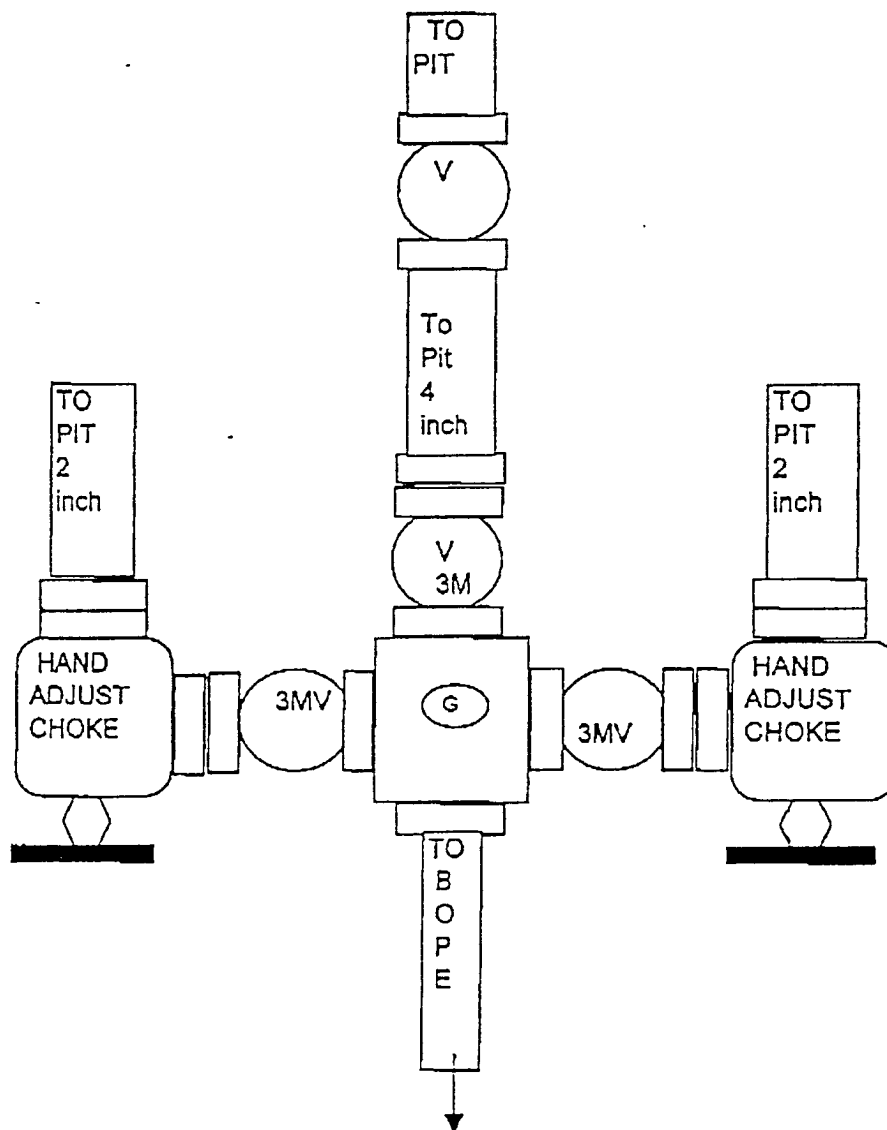 TO
PIT
V
To
Pit
4
inch
TO
PIT
2
inch
TO
PIT
2
inch
V
3M
HAND
ADJUST
CHOKE
3MV
G
3MV
HAND
ADJUST
CHOKE
TO
B
O
P
E